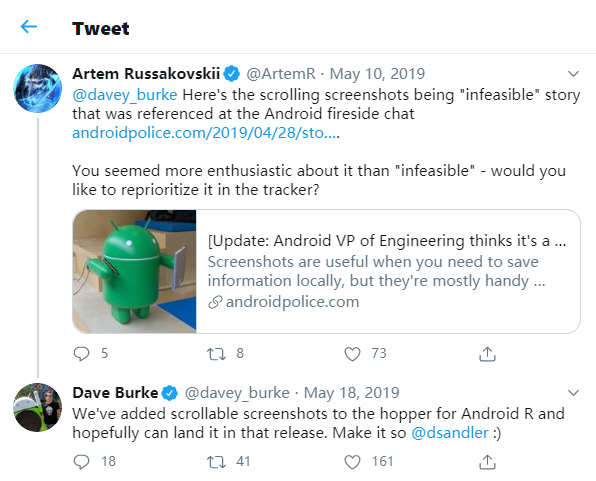 Tweet
Artem Russakovskii @ArtemR · May 10, 2019
@davey_burke Here's the scrolling screenshots being "infeasible" story
that was referenced at the Android fireside chat
androidpolice.com/2019/04/28/sto....
You seemed more enthusiastic about it than "infeasible" - would you
like to reprioritize it in the tracker?
[Update: Android VP of Engineering thinks it's a ...
Screenshots are useful when you need to save
information locally, but they're mostly handy ...
androidpolice.com
5 8 73
Dave Burke @davey_burke · May 18, 2019
We've added scrollable screenshots to the hopper for Android R and
hopefully can land it in that release. Make it so @dsandler :)
18 41 161